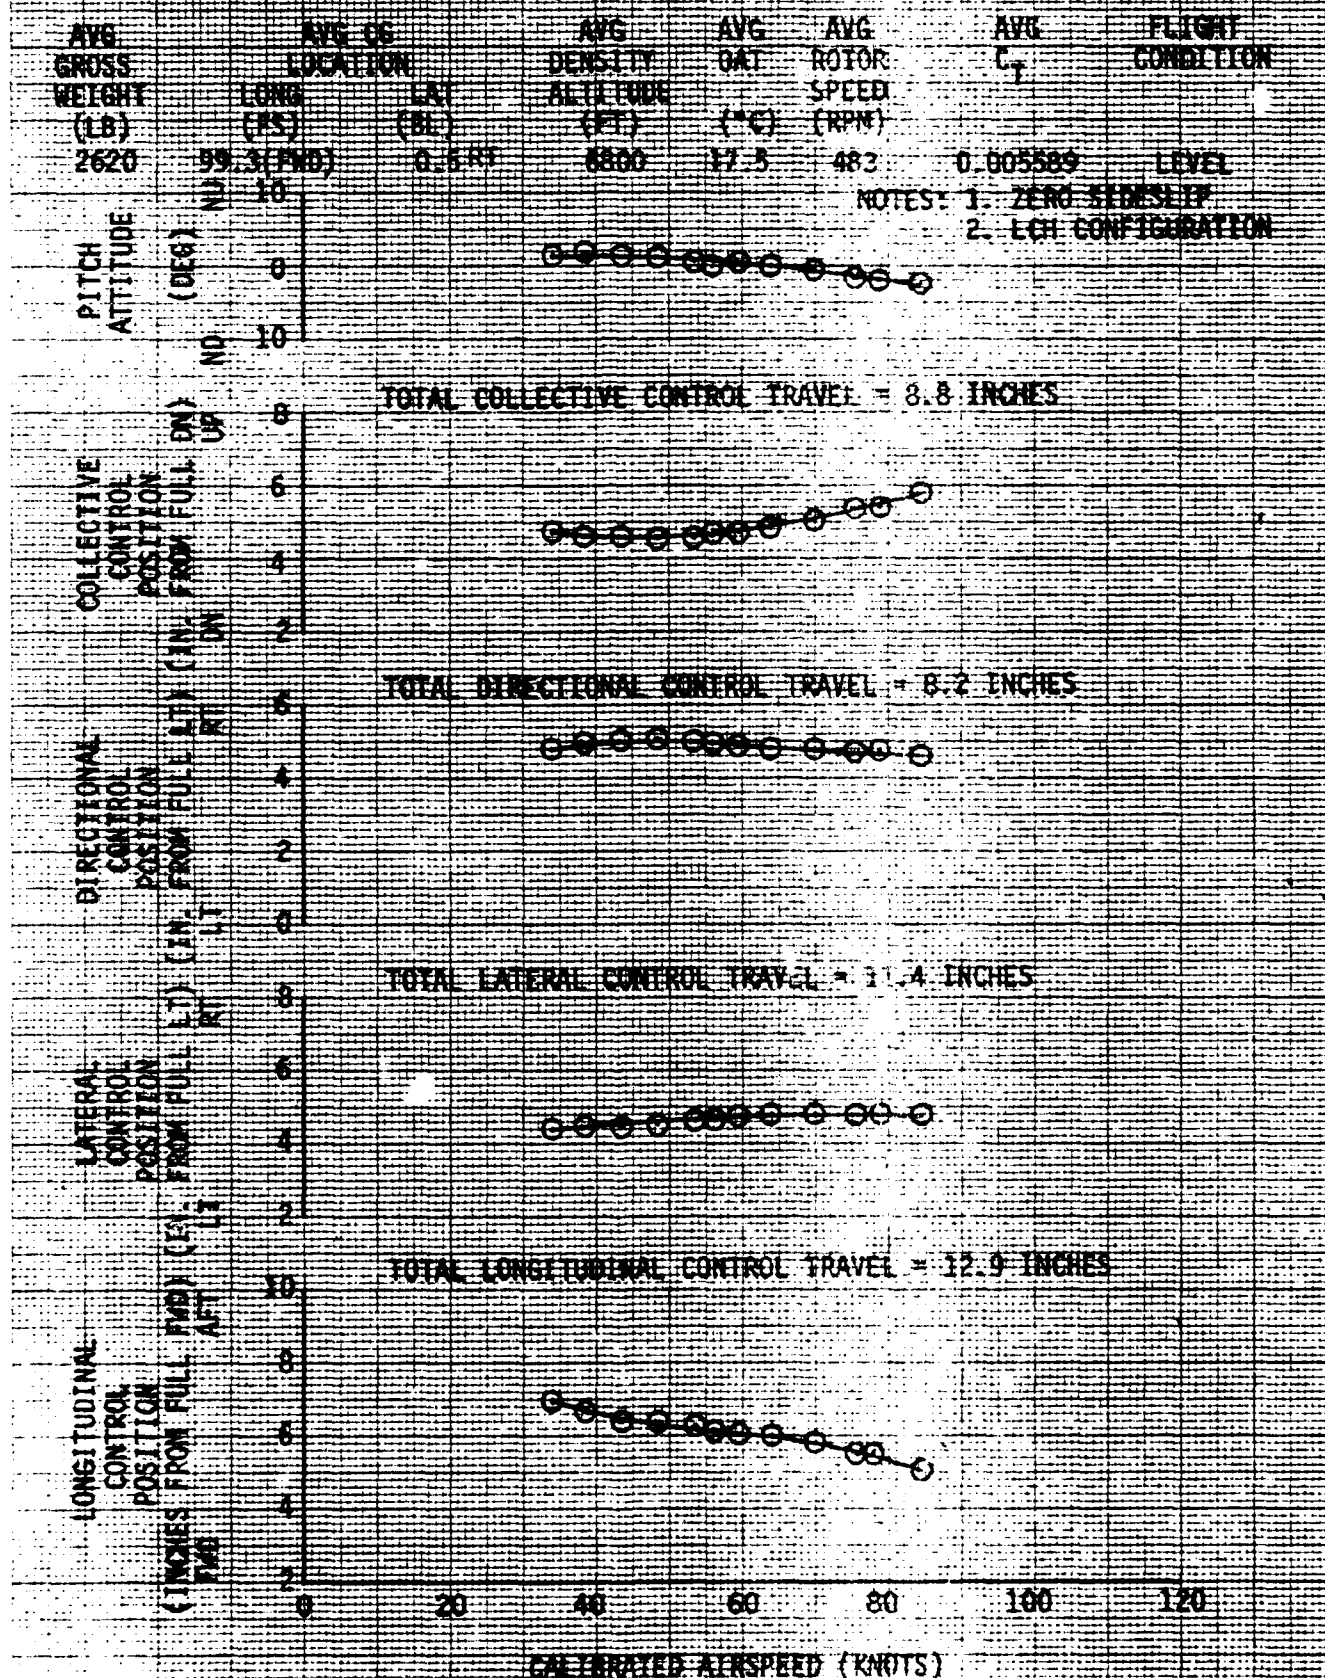 AVG GROSS WEIGHT (LB)
AVG CG LOCATION
LONG (FS)
LAT (BL)
AVG DENSITY ALTITUDE (FT)
AVG OAT (°C)
AVG ROTOR SPEED (RPM)
AVG C_T
FLIGHT CONDITION
2620 99.3(FWD) 0.6 RT 6800 17.5 483 0.005589 LEVEL
NOTES: 1. ZERO SIDESLIP
2. LCH CONFIGURATION
PITCH
ATTITUDE
(DEG)
ND NU
10
0
10
TOTAL COLLECTIVE CONTROL TRAVEL = 8.8 INCHES
COLLECTIVE
CONTROL
POSITION
(IN. FROM FULL DN)
DN UP
8
6
4
2
TOTAL DIRECTIONAL CONTROL TRAVEL = 8.2 INCHES
DIRECTIONAL
CONTROL
POSITION
(IN. FROM FULL LT)
LT RT
6
4
2
0
TOTAL LATERAL CONTROL TRAVEL = .4 INCHES
LATERAL
CONTROL
POSITION
(IN. FROM FULL LT)
LT RT
8
6
4
2
TOTAL LONGITUDINAL CONTROL TRAVEL = 12.9 INCHES
LONGITUDINAL
CONTROL
POSITION
(INCHES FROM FULL FWD)
FWD AFT
10
8
6
4
2
0 20 40 60 80 100 120
CALIBRATED AIRSPEED (KNOTS)